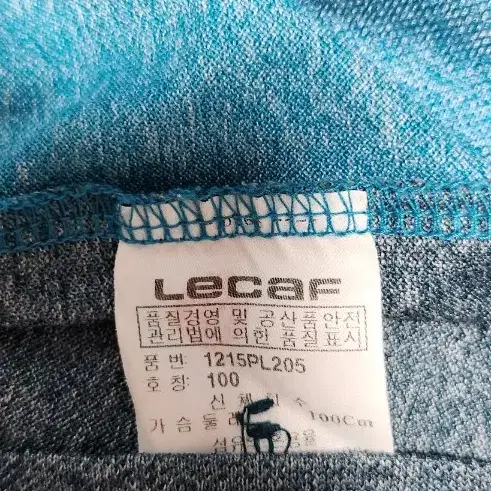 Lecaf
품질경영 및 공산품안전
관리법에 의한 품질표시
품 번 1215PL205
호칭 100
신 체 치 수
가 슴 둘 레 100Cm